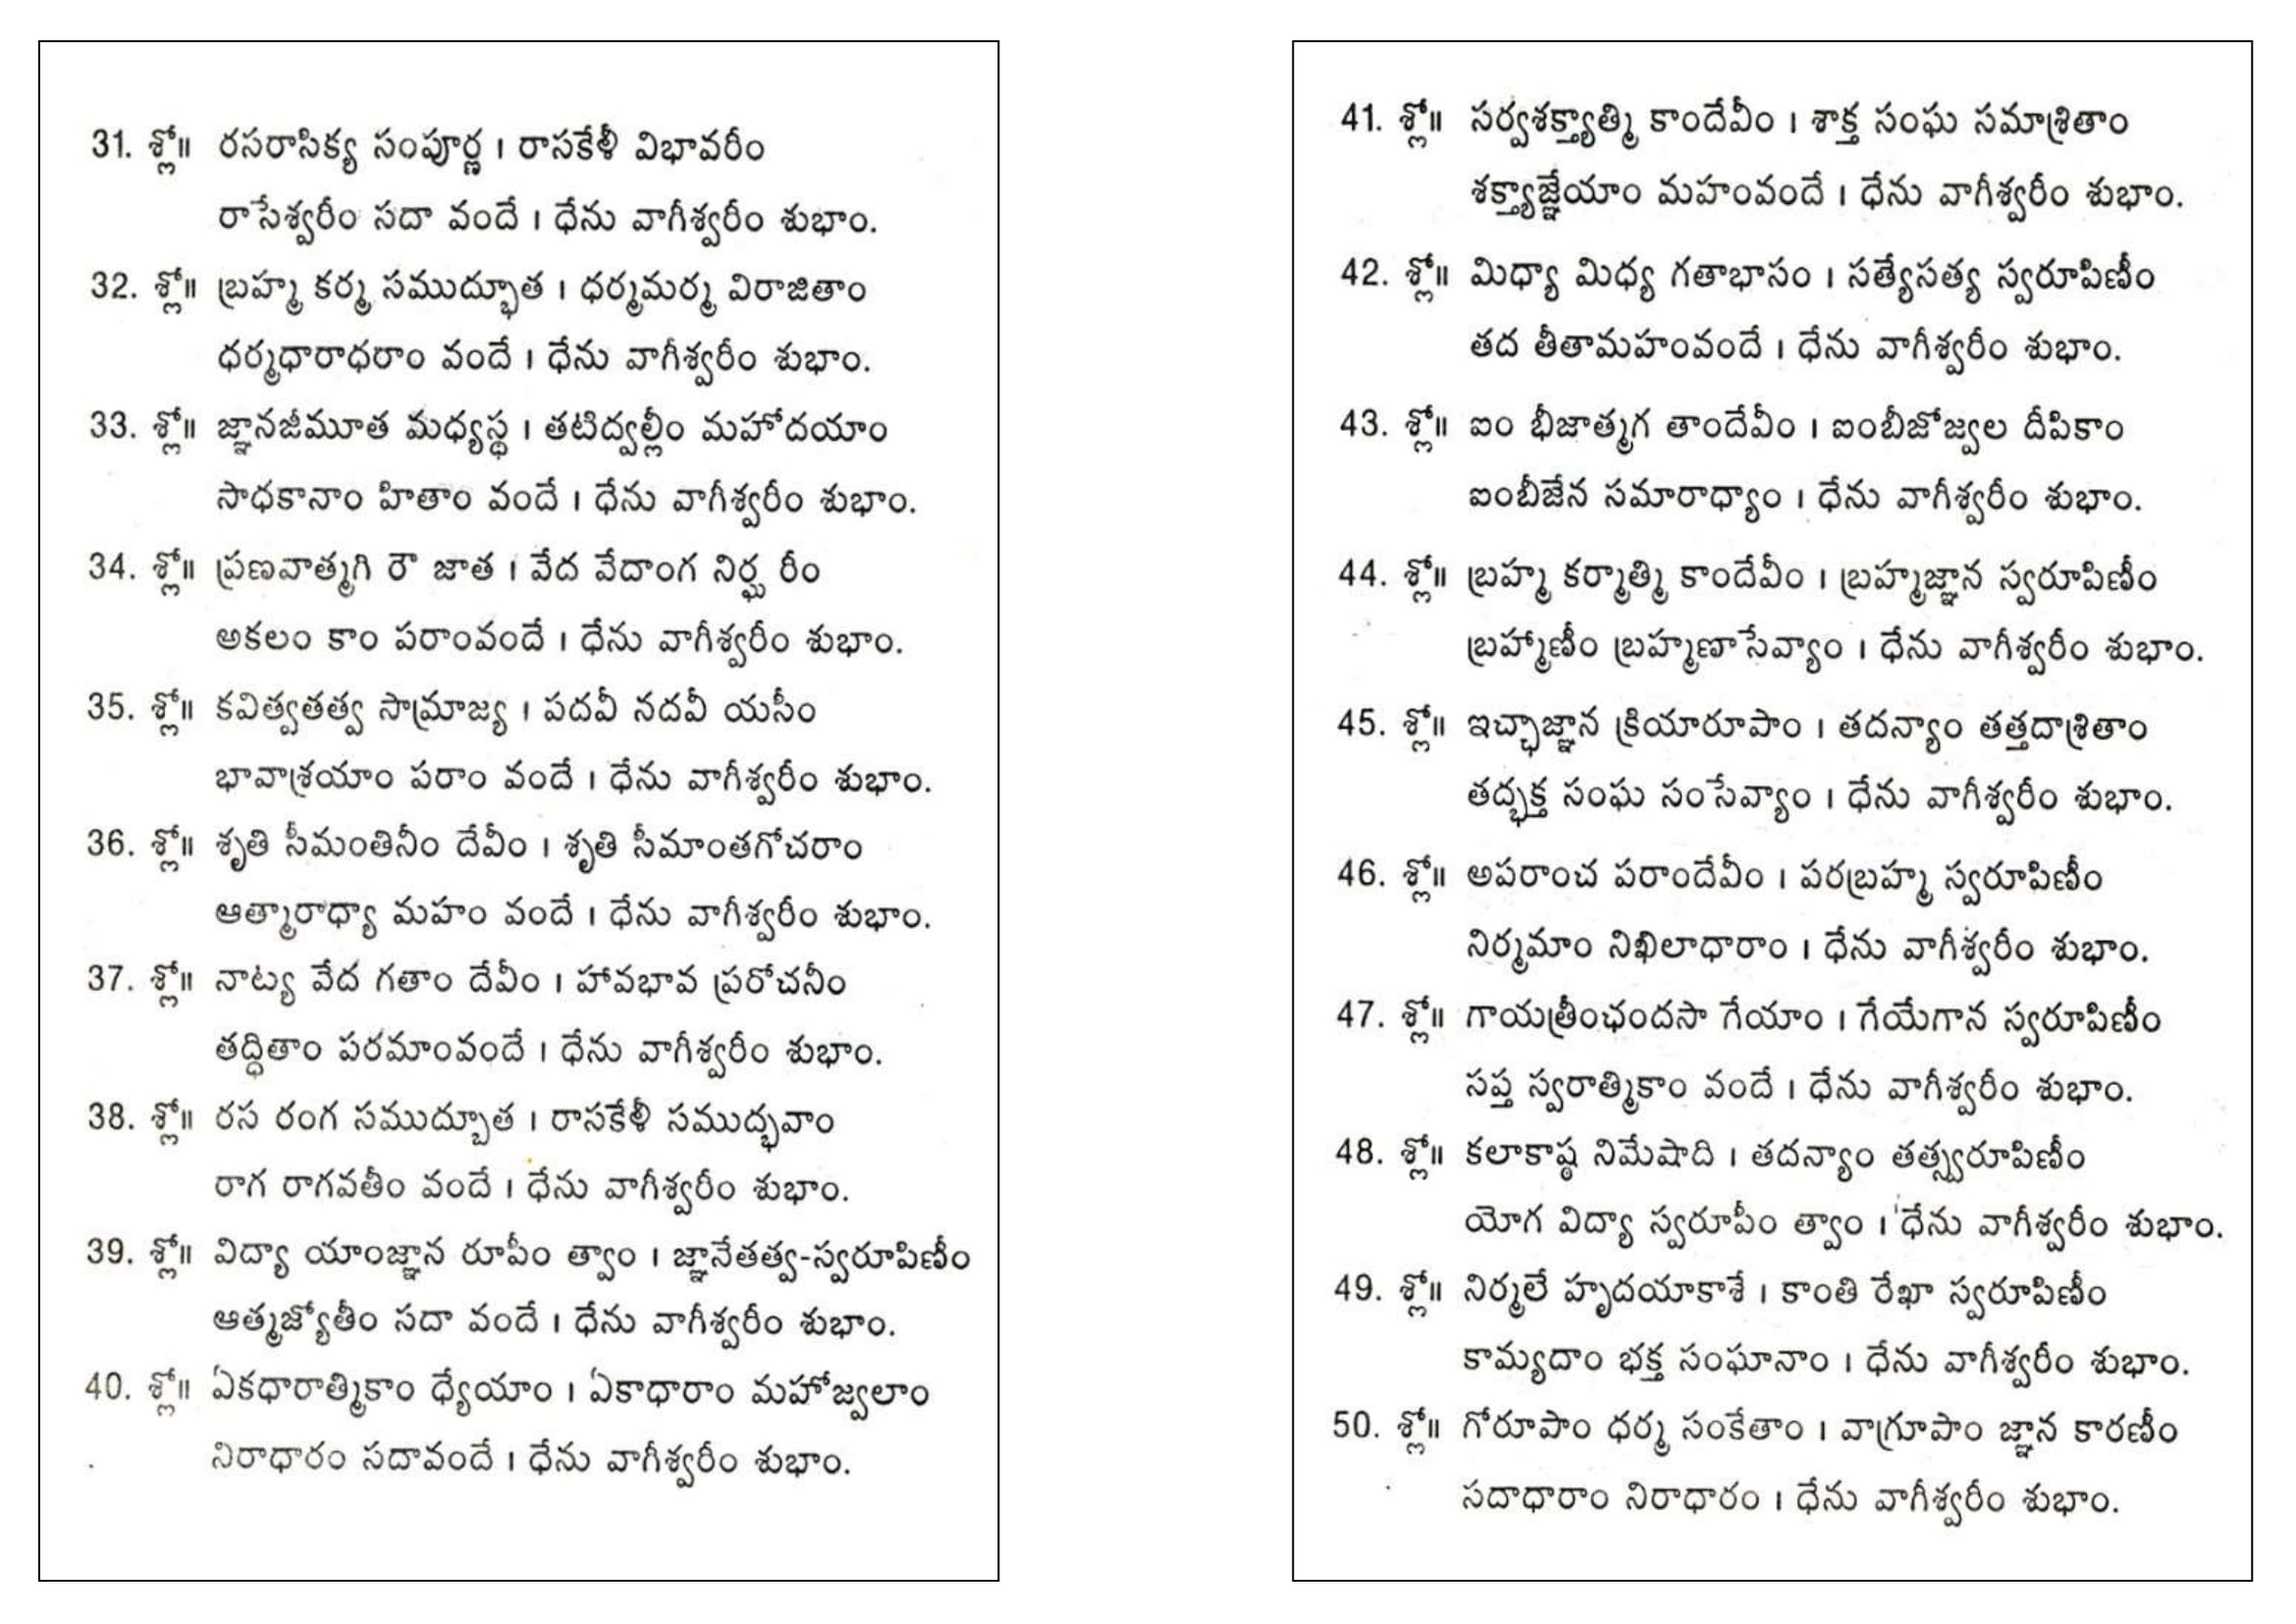 31. శ్లో॥ రసరాసిక్య సంపూర్ణ । రాసకేళీ విభావరీం
రాసేశ్వరీం సదా వందే । ధేను వాగీశ్వరీం శుభాం.
32. శ్లో॥ బ్రహ్మ కర్మ సముద్భూత । ధర్మమర్మ విరాజితాం
ధర్మధారాధరాం వందే । ధేను వాగీశ్వరీం శుభాం.
33. శ్లో॥ జ్ఞానజీమూత మధ్యస్థ । తటిద్వల్లీం మహోదయాం
సాధకానాం హితాం వందే । ధేను వాగీశ్వరీం శుభాం.
34. శ్లో॥ ప్రణవాత్మగి రౌ జాత । వేద వేదాంగ నిర్ఘ రీం
అకలం కాం పరాంవందే । ధేను వాగీశ్వరీం శుభాం.
35. శ్లో॥ కవిత్వతత్వ సామ్రాజ్య । పదవీ నదవీ యసీం
భావాశ్రయాం పరాం వందే । ధేను వాగీశ్వరీం శుభాం.
36. శ్లో॥ శృతి సీమంతినీం దేవీం । శృతి సీమాంతగోచరాం
ఆత్మారాధ్యా మహం వందే । ధేను వాగీశ్వరీం శుభాం.
37. శ్లో॥ నాట్య వేద గతాం దేవీం । హావభావ ప్రరోచనీం
తద్ధితాం పరమాంవందే । ధేను వాగీశ్వరీం శుభాం.
38. శ్లో॥ రస రంగ సముద్బూత । రాసకేళీ సముద్భవాం
రాగ రాగవతీం వందే । ధేను వాగీశ్వరీం శుభాం.
39. శ్లో॥ విద్యా యాంజ్ఞాన రూపీం త్వాం । జ్ఞానేతత్వ-స్వరూపిణీం
ఆత్మజ్యోతీం సదా వందే । ధేను వాగీశ్వరీం శుభాం.
40. శ్లో॥ ఏకధారాత్మికాం ధ్యేయాం । ఏకాధారాం మహోజ్వలాం
నిరాధారం సదావందే । ధేను వాగీశ్వరీం శుభాం.
41. శ్లో॥ సర్వశక్త్యాత్మి కాందేవీం । శాక్త సంఘ సమాశ్రితాం
శక్త్యాజ్ఞేయాం మహంవందే । ధేను వాగీశ్వరీం శుభాం.
42. శ్లో॥ మిధ్యా మిధ్య గతాభాసం । సత్యేసత్య స్వరూపిణీం
తద తీతామహంవందే । ధేను వాగీశ్వరీం శుభాం.
43. శ్లో॥ ఐం భీజాత్మగ తాందేవీం । ఐంబీజోజ్వల దీపికాం
ఐంబీజేన సమారాధ్యాం । ధేను వాగీశ్వరీం శుభాం.
44. శ్లో॥ బ్రహ్మ కర్మాత్మి కాందేవీం । బ్రహ్మజ్ఞాన స్వరూపిణీం
బ్రహ్మాణీం బ్రహ్మణాసేవ్యాం । ధేను వాగీశ్వరీం శుభాం.
45. శ్లో॥ ఇచ్ఛాజ్ఞాన క్రియారూపాం । తదన్యాం తత్తదాశ్రితాం
తద్భక్త సంఘ సంసేవ్యాం । ధేను వాగీశ్వరీం శుభాం.
46. శ్లో॥ అపరాంచ పరాందేవీం । పరబ్రహ్మ స్వరూపిణీం
నిర్మమాం నిఖిలాధారాం । ధేను వాగీశ్వరీం శుభాం.
47. శ్లో॥ గాయత్రీంఛందసా గేయాం । గేయేగాన స్వరూపిణీం
సప్త స్వరాత్మికాం వందే । ధేను వాగీశ్వరీం శుభాం.
48. శ్లో॥ కలాకాష్ఠ నిమేషాది । తదన్యాం తత్స్వరూపిణీం
యోగ విద్యా స్వరూపీం త్వాం । ధేను వాగీశ్వరీం శుభాం.
49. శ్లో॥ నిర్మలే హృదయాకాశే । కాంతి రేఖా స్వరూపిణీం
కామ్యదాం భక్త సంఘానాం । ధేను వాగీశ్వరీం శుభాం.
50. శ్లో॥ గోరూపాం ధర్మ సంకేతాం । వాగ్రూపాం జ్ఞాన కారణీం
సదాధారాం నిరాధారం । ధేను వాగీశ్వరీం శుభాం.